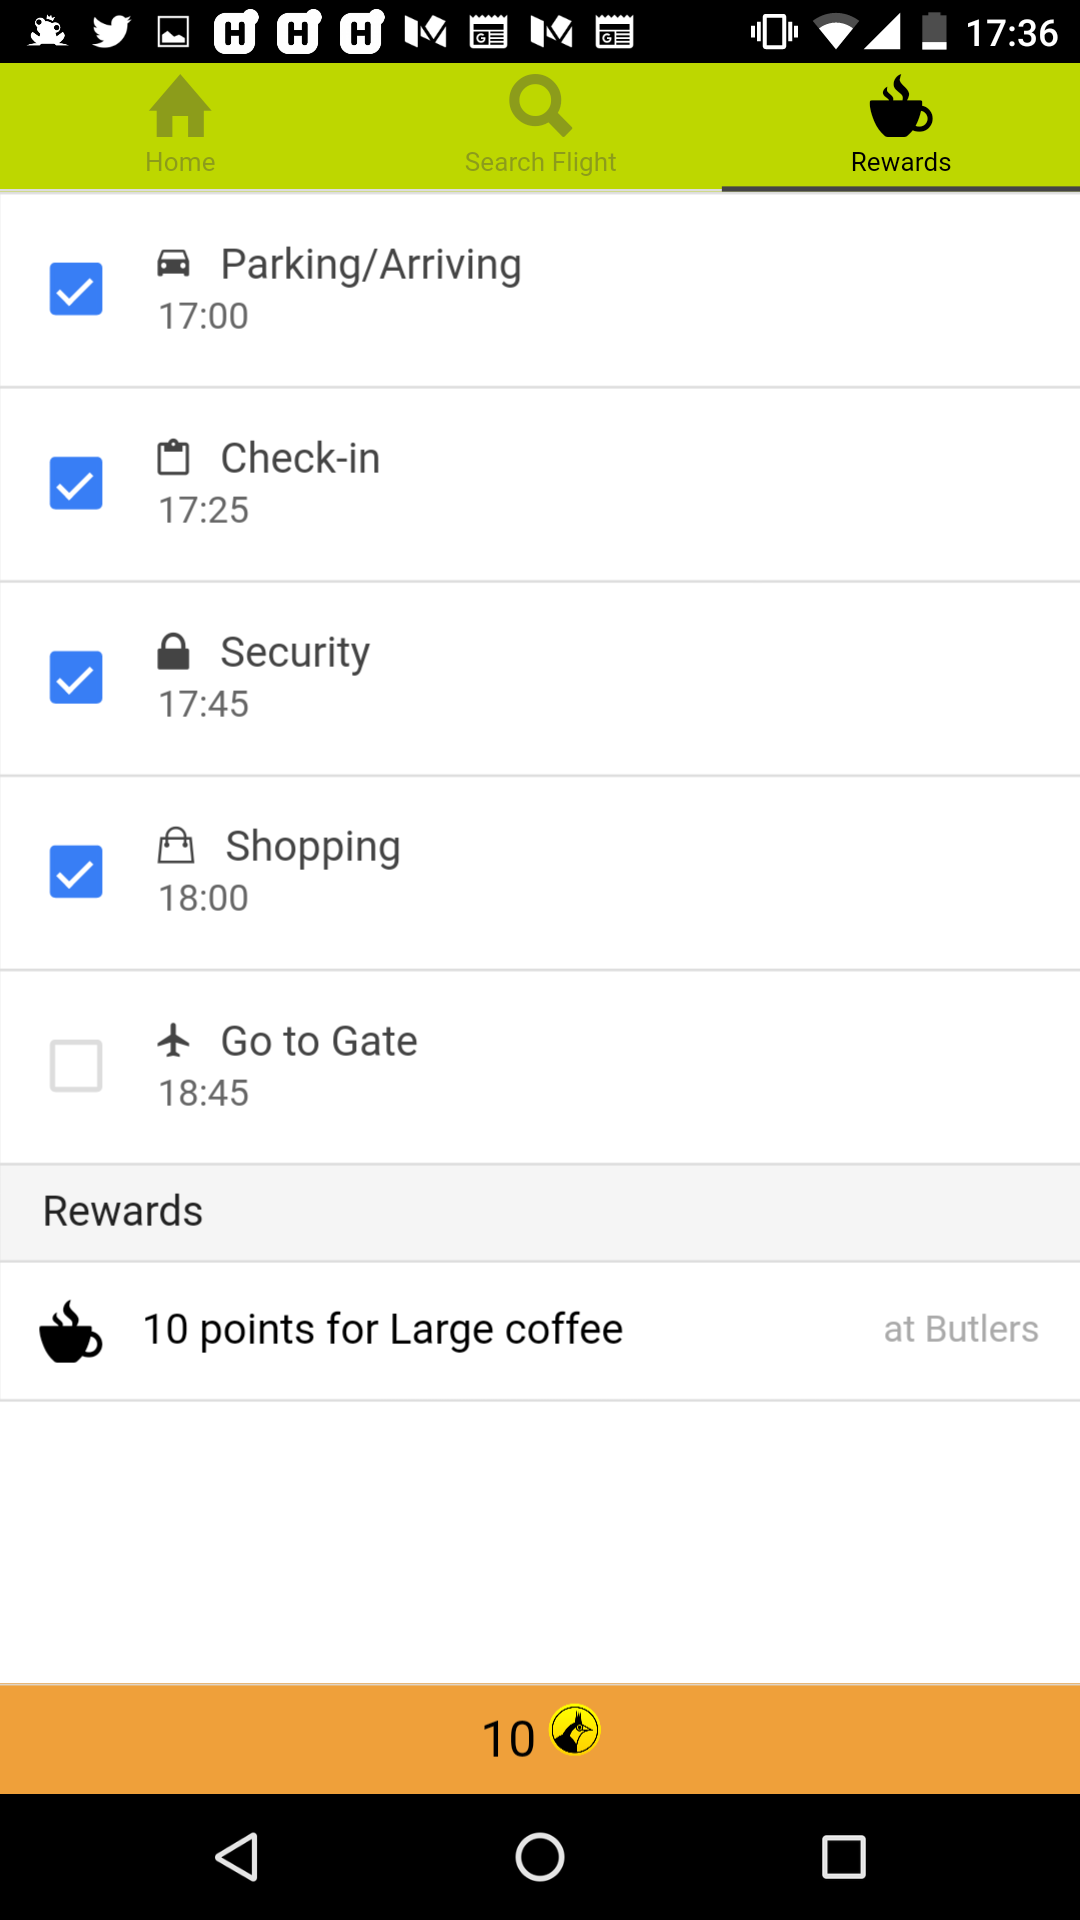 17:36
Home
Search Flight
Rewards
Parking/Arriving
17:00
Check-in
17:25
Security
17:45
Shopping
18:00
Go to Gate
18:45
Rewards
10 points for Large coffee at Butlers
10